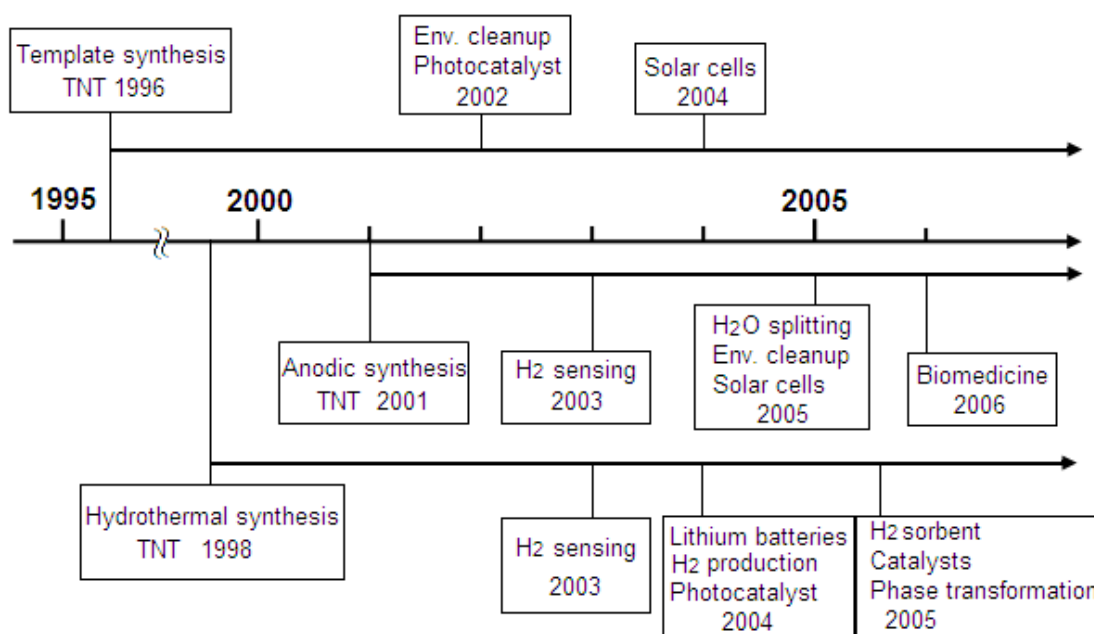 Template synthesis
TNT 1996
Env. cleanup
Photocatalyst
2002
Solar cells
2004
1995
2000
2005
Anodic synthesis
TNT 2001
H2 sensing
2003
H2O splitting
Env. cleanup
Solar cells
2005
Biomedicine
2006
Hydrothermal synthesis
TNT 1998
H2 sensing
2003
Lithium batteries
H2 production
Photocatalyst
2004
H2 sorbent
Catalysts
Phase transformation
2005